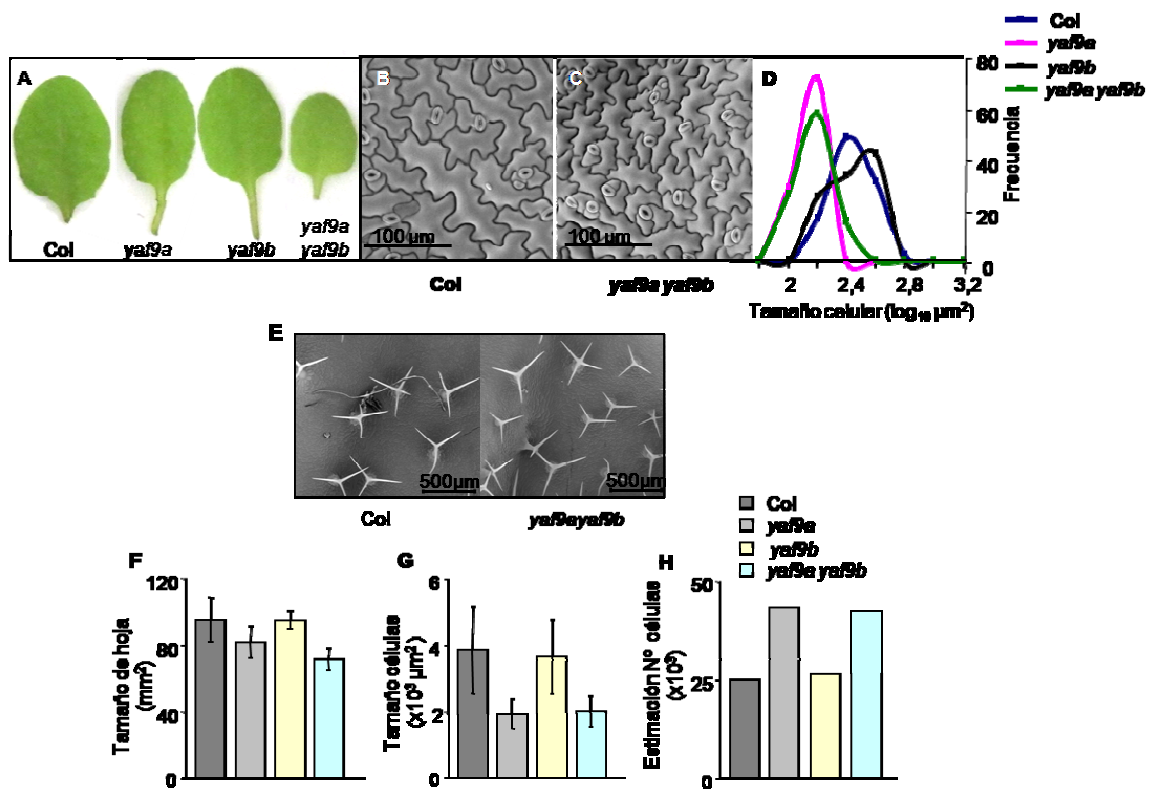 Col
yaf9a
yaf9b
yaf9a yaf9b
A
B
C
D
80
60
40
20
0
Frecuencia
Col
yaf9a
yaf9b
yaf9a
yaf9b
100 µm
100 µm
Col
yaf9a yaf9b
2
2,4
2,8
3,2
Tamaño celular (log₁₀ µm²)
E
500µm
500µm
Col
yaf9ayaf9b
Col
yaf9a
yaf9b
yaf9a yaf9b
F
120
80
40
0
Tamaño de hoja
(mm²)
G
6
4
2
0
Tamaño células
(x10³ µm²)
H
50
25
0
Estimación Nº células
(x10³)